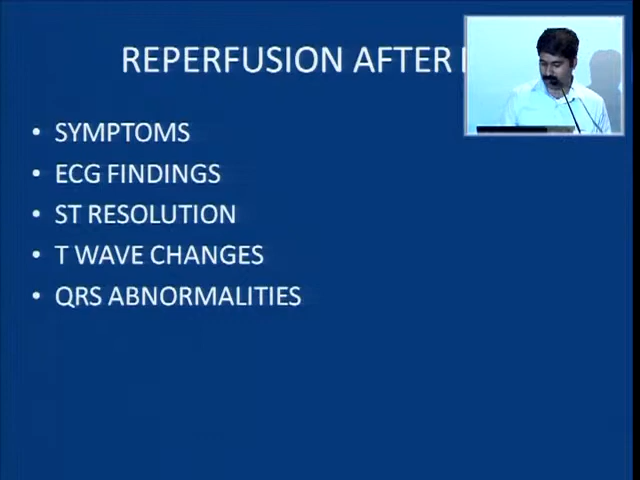 REPERFUSION AFTER
• SYMPTOMS
• ECG FINDINGS
• ST RESOLUTION
• T WAVE CHANGES
• QRS ABNORMALITIES